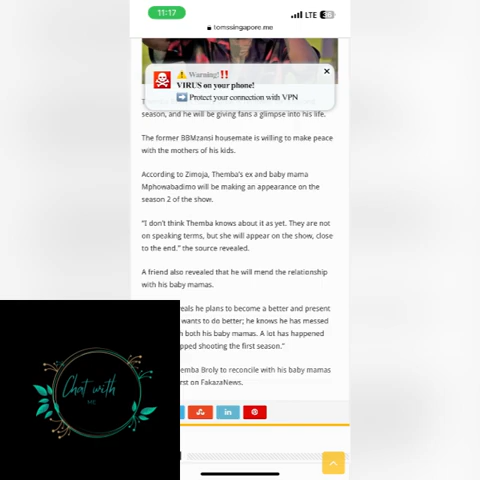 11:17
LTE
tomssingapore.me
Warning!
VIRUS on your phone!
Protect your connection with VPN
season, and he will be giving fans a glimpse into his life.
The former BBMzansi housemate is willing to make peace
with the mothers of his kids.
According to Zimoja, Themba's ex and baby mama
Mphowabadimo will be making an appearance on the
season 2 of the show.
"I don't think Themba knows about it as yet. They are not
on speaking terms, but she will appear on the show, close
to the end." the source revealed.
A friend also revealed that he will mend the relationship
with his baby mamas.
he plans to become a better and present
wants to do better; he knows he has messed
both his baby mamas. A lot has happened
shooting the first season."
Broly to reconcile with his baby mamas
on FakazaNews.
Chat with
ME
in